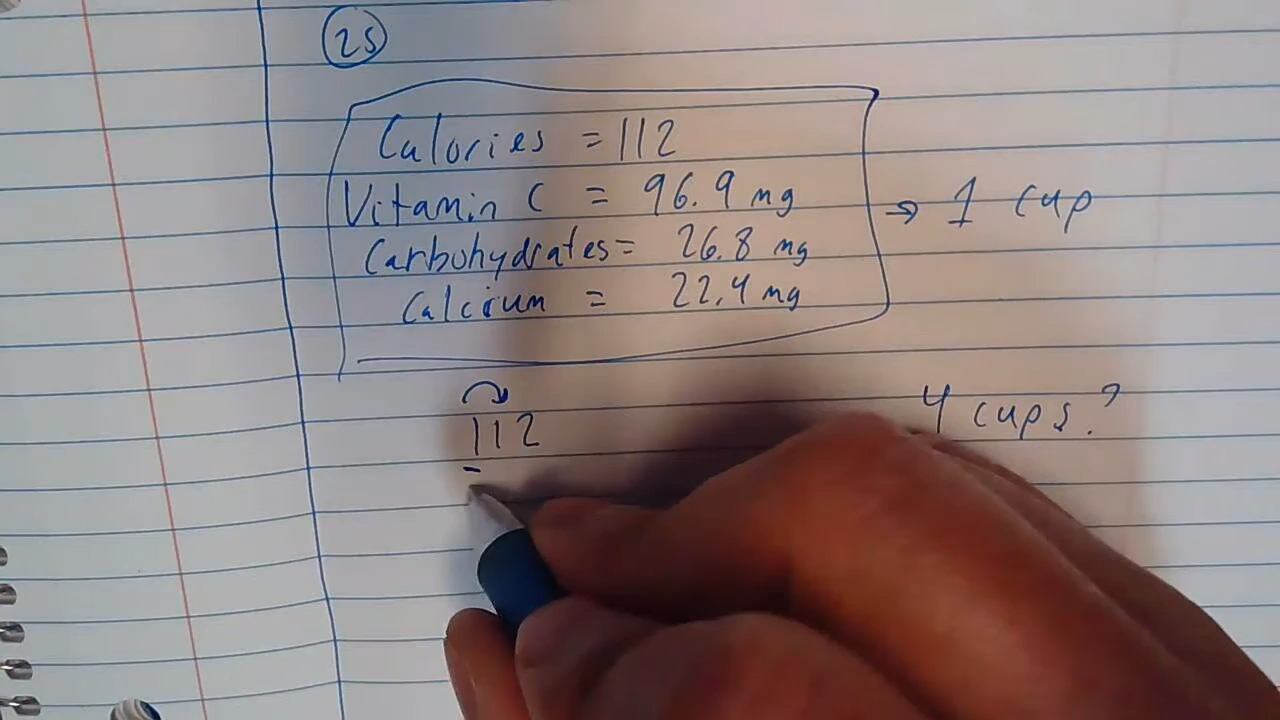 25
Calories = 112
Vitamin C = 96.9 mg
→ 1 cup
Carbohydrates = 26.8 mg
Calcium = 22.4 mg
4 cups?
112